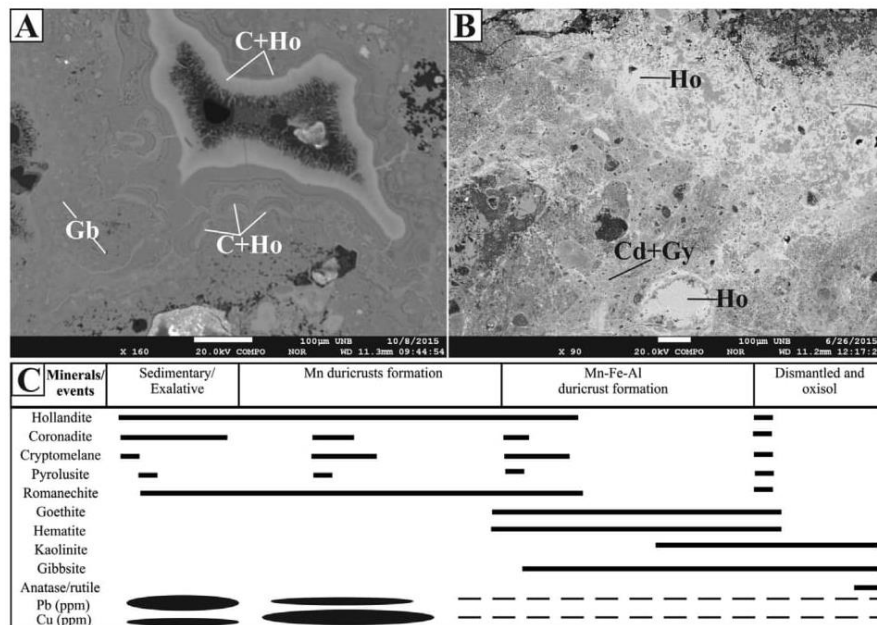 A
C+Ho
Gb
C+Ho
100µm UNB 10/8/2015
X 160 20.0kV COMPO NOR WD 11.3mm 09:44:54
B
Ho
Cd+Gy
Ho
100µm UNB 6/26/2015
X 90 20.0kV COMPO NOR WD 11.2mm 12:17:2
C Minerals/ events
Sedimentary/ Exalative
Mn duricrusts formation
Mn-Fe-Al duricrust formation
Dismantled and oxisol
Hollandite
Coronadite
Cryptomelane
Pyrolusite
Romanechite
Goethite
Hematite
Kaolinite
Gibbsite
Anatase/rutile
Pb (ppm)
Cu (ppm)